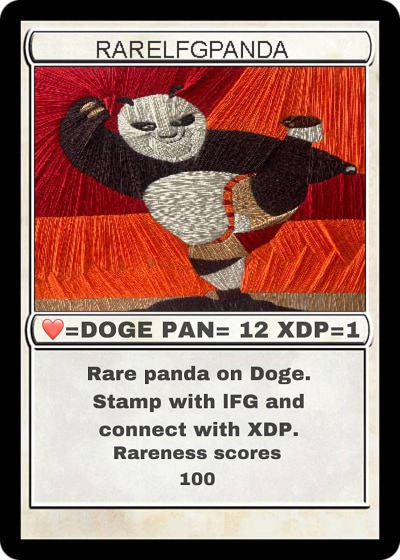 RARELFGPANDA
❤️=DOGE PAN= 12 XDP=1
Rare panda on Doge.
Stamp with lFG and
connect with XDP.
Rareness scores
100